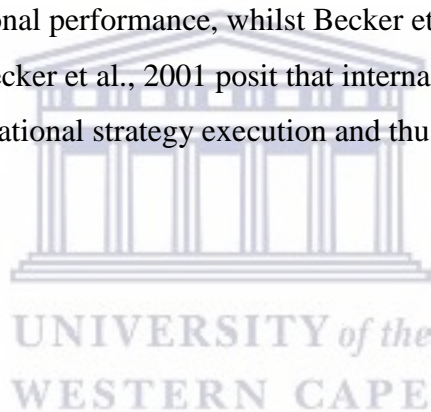 onal performance, whilst Becker et
ecker et al., 2001 posit that interna
ational strategy execution and thu
UNIVERSITY of the
WESTERN CAPE